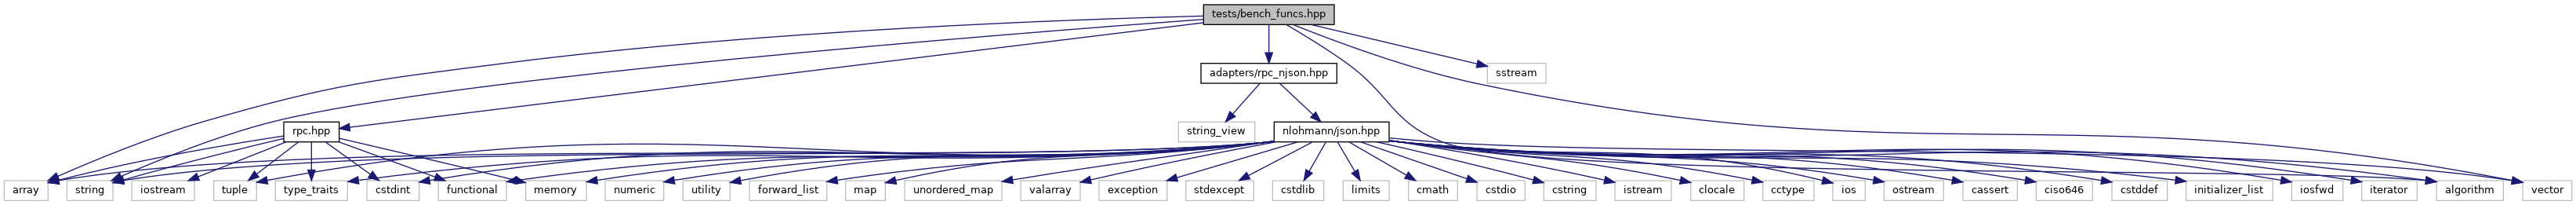 tests/bench_funcs.hpp
adapters/rpc_njson.hpp
sstream
rpc.hpp
string_view
nlohmann/json.hpp
array
string
iostream
tuple
type_traits
cstdint
functional
memory
numeric
utility
forward_list
map
unordered_map
valarray
exception
stdexcept
cstdlib
limits
cmath
cstdio
cstring
istream
clocale
cctype
ios
ostream
cassert
ciso646
cstddef
initializer_list
iosfwd
iterator
algorithm
vector